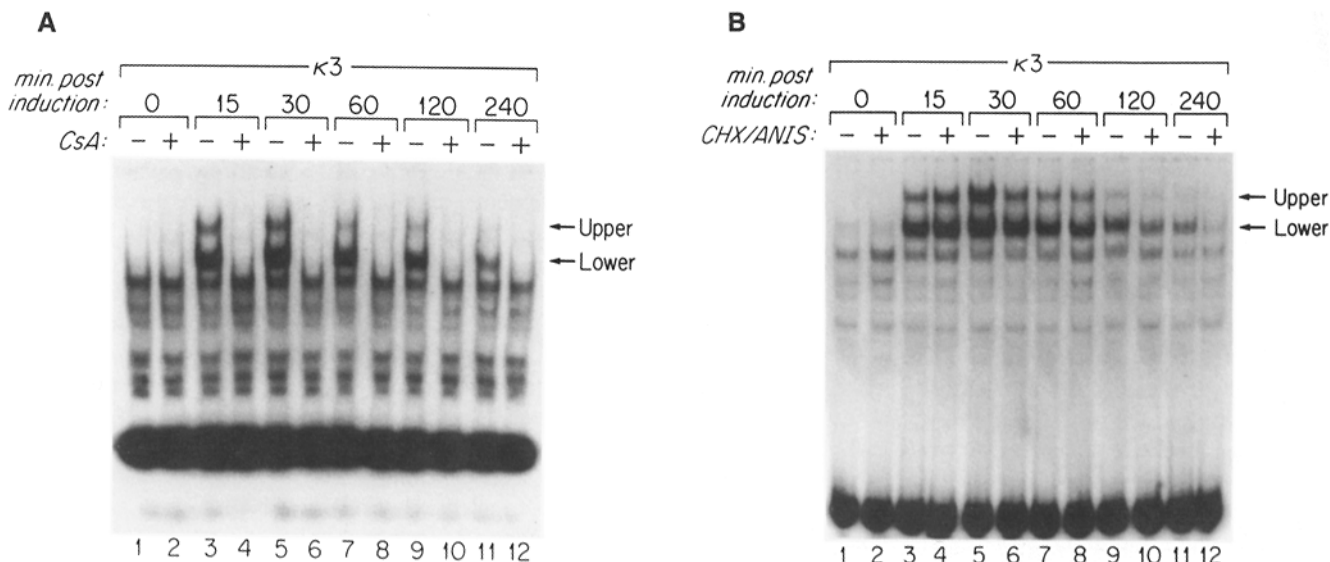 A
κ3
min. post
induction: 0 15 30 60 120 240
CsA: − + − + − + − + − + − +
Upper
Lower
1 2 3 4 5 6 7 8 9 10 11 12
B
κ3
min. post
induction: 0 15 30 60 120 240
CHX/ANIS: − + − + − + − + − + − +
Upper
Lower
1 2 3 4 5 6 7 8 9 10 11 12